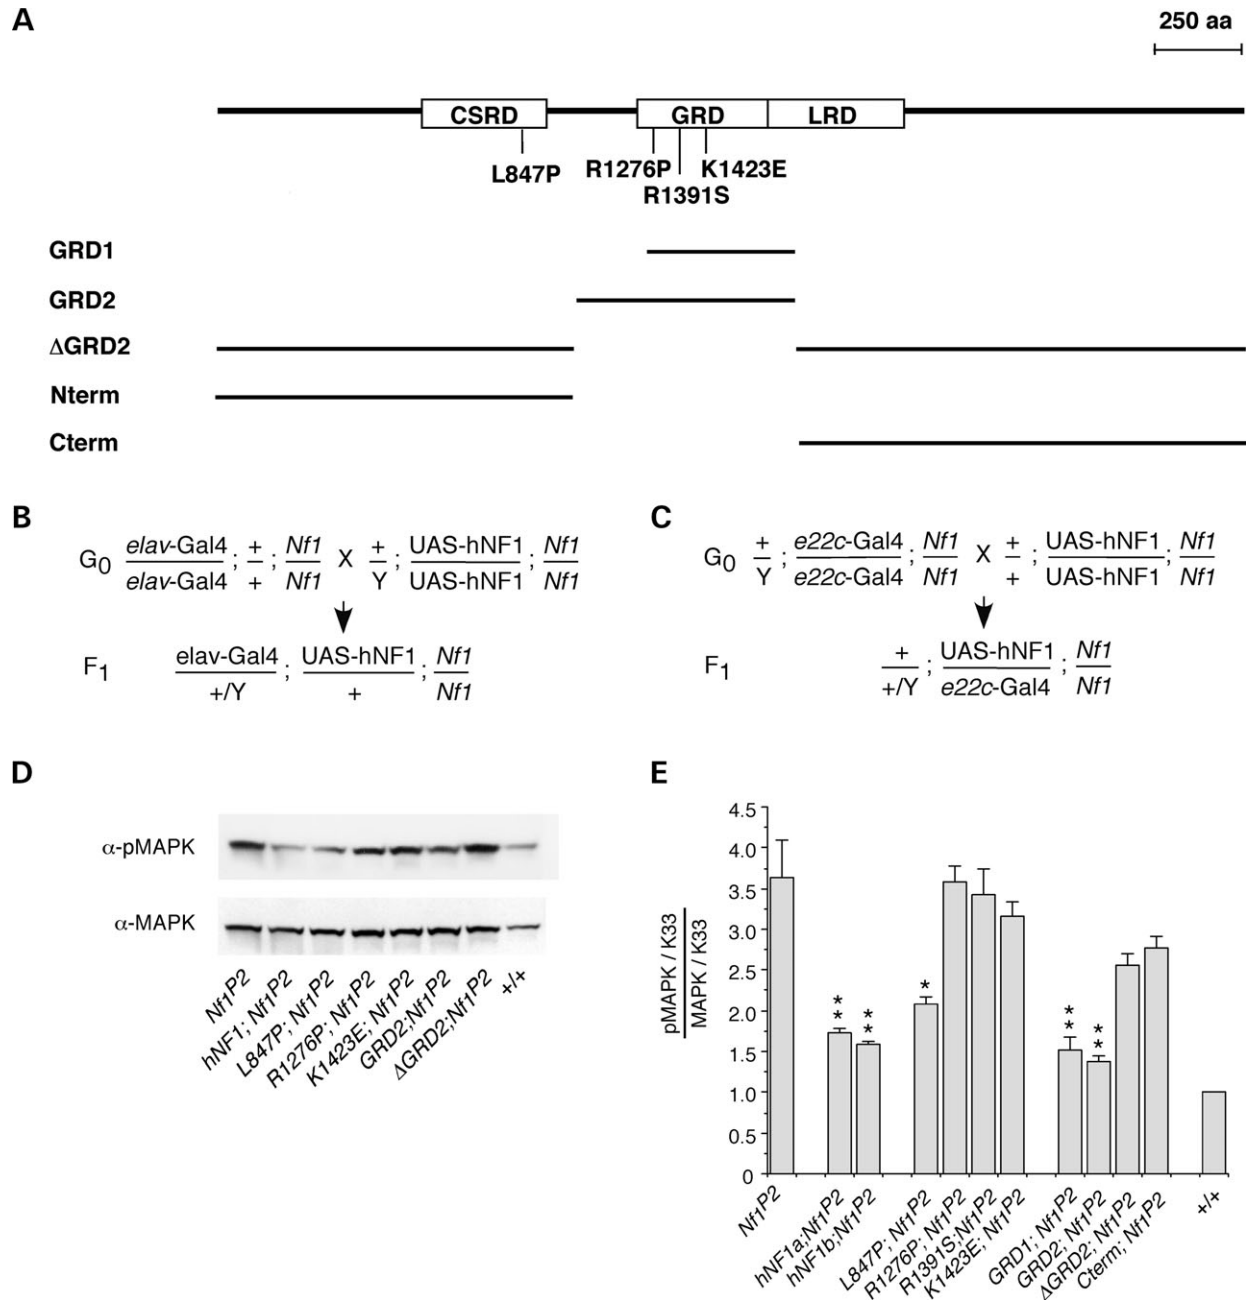 A
250 aa
CSRD GRD LRD
L847P R1276P K1423E
R1391S
GRD1
GRD2
ΔGRD2
Nterm
Cterm
B
G0 elav-Gal4 / elav-Gal4 ; + / + ; Nf1 / Nf1 X + / Y ; UAS-hNF1 / UAS-hNF1 ; Nf1 / Nf1
F1 elav-Gal4 / +/Y ; UAS-hNF1 / + ; Nf1 / Nf1
C
G0 + / Y ; e22c-Gal4 / e22c-Gal4 ; Nf1 / Nf1 X + / + ; UAS-hNF1 / UAS-hNF1 ; Nf1 / Nf1
F1 + / +/Y ; UAS-hNF1 / e22c-Gal4 ; Nf1 / Nf1
D
α-pMAPK
α-MAPK
Nf1P2
hNF1; Nf1P2
L847P; Nf1P2
R1276P; Nf1P2
K1423E; Nf1P2
GRD2;Nf1P2
ΔGRD2;Nf1P2
+/+
E
pMAPK / K33
MAPK / K33
4.5
4.0
3.5
3.0
2.5
2.0
1.5
1.0
0.5
0
**
**
*
**
**
Nf1P2
hNF1a;Nf1P2
hNF1b;Nf1P2
L847P; Nf1P2
R1276P; Nf1P2
R1391S;Nf1P2
K1423E; Nf1P2
GRD1; Nf1P2
GRD2; Nf1P2
ΔGRD2; Nf1P2
Cterm; Nf1P2
+/+